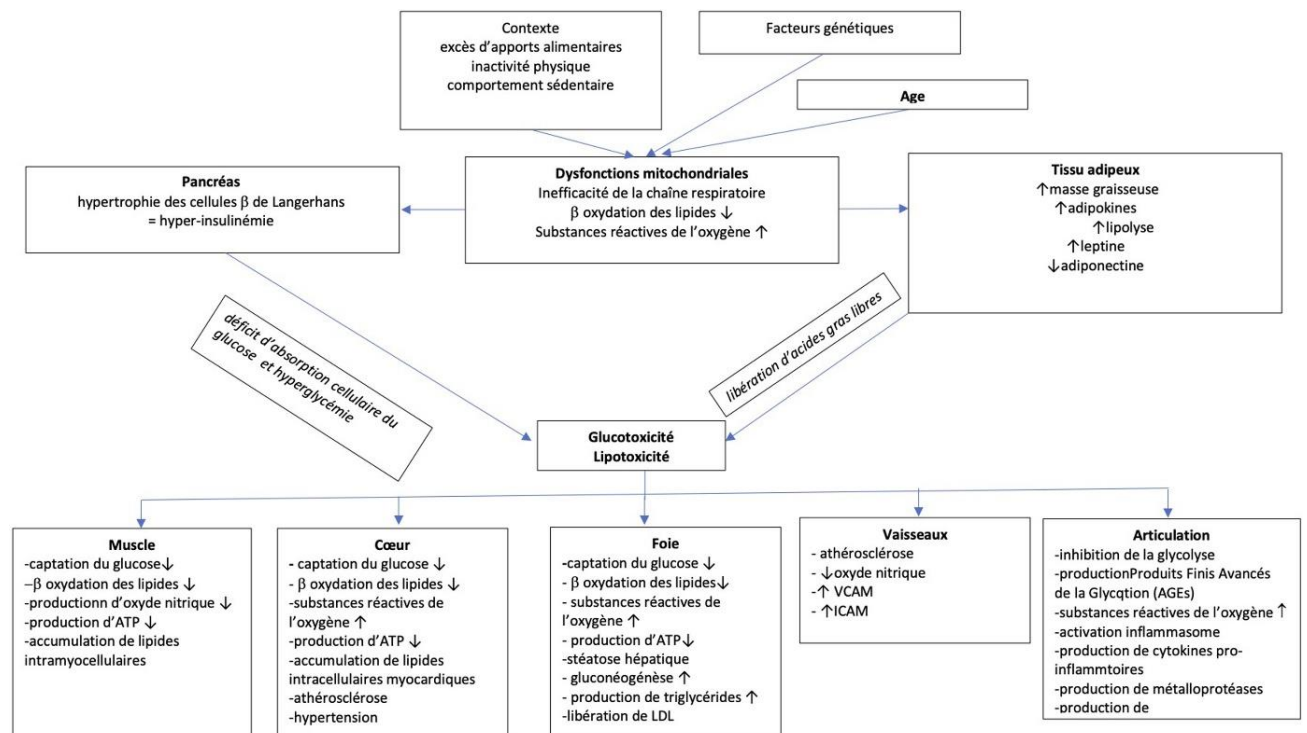 Contexte
excès d'apports alimentaires
inactivité physique
comportement sédentaire
Facteurs génétiques
Age
Pancréas
hypertrophie des cellules β de Langerhans
= hyper-insulinémie
Dysfonctions mitochondriales
Inefficacité de la chaîne respiratoire
β oxydation des lipides ↓
Substances réactives de l'oxygène ↑
Tissu adipeux
↑masse graisseuse
↑adipokines
↑lipolyse
↑leptine
↓adiponectine
déficit d'absorption cellulaire du
glucose et hyperglycémie
libération d'acides gras libres
Glucotoxicité
Lipotoxicité
Muscle
-captation du glucose↓
–β oxydation des lipides ↓
-productionn d'oxyde nitrique ↓
-production d'ATP ↓
-accumulation de lipides
intramyocellulaires
Cœur
- captation du glucose↓
- β oxydation des lipides ↓
-substances réactives de
l'oxygène ↑
-production d'ATP ↓
-accumulation de lipides
intracellulaires myocardiques
-athérosclérose
-hypertension
Foie
-captation du glucose ↓
- β oxydation des lipides↓
- substances réactives de
l'oxygène ↑
- production d'ATP↓
-stéatose hépatique
- gluconéogénèse ↑
- production de triglycérides ↑
-libération de LDL
Vaisseaux
- athérosclérose
- ↓oxyde nitrique
-↑ VCAM
- ↑ICAM
Articulation
-inhibition de la glycolyse
-productionProduits Finis Avancés
de la Glycqtion (AGEs)
-substances réactives de l'oxygène ↑
-activation inflammasome
-production de cytokines pro-
inflammtoires
-production de métalloprotéases
-production de